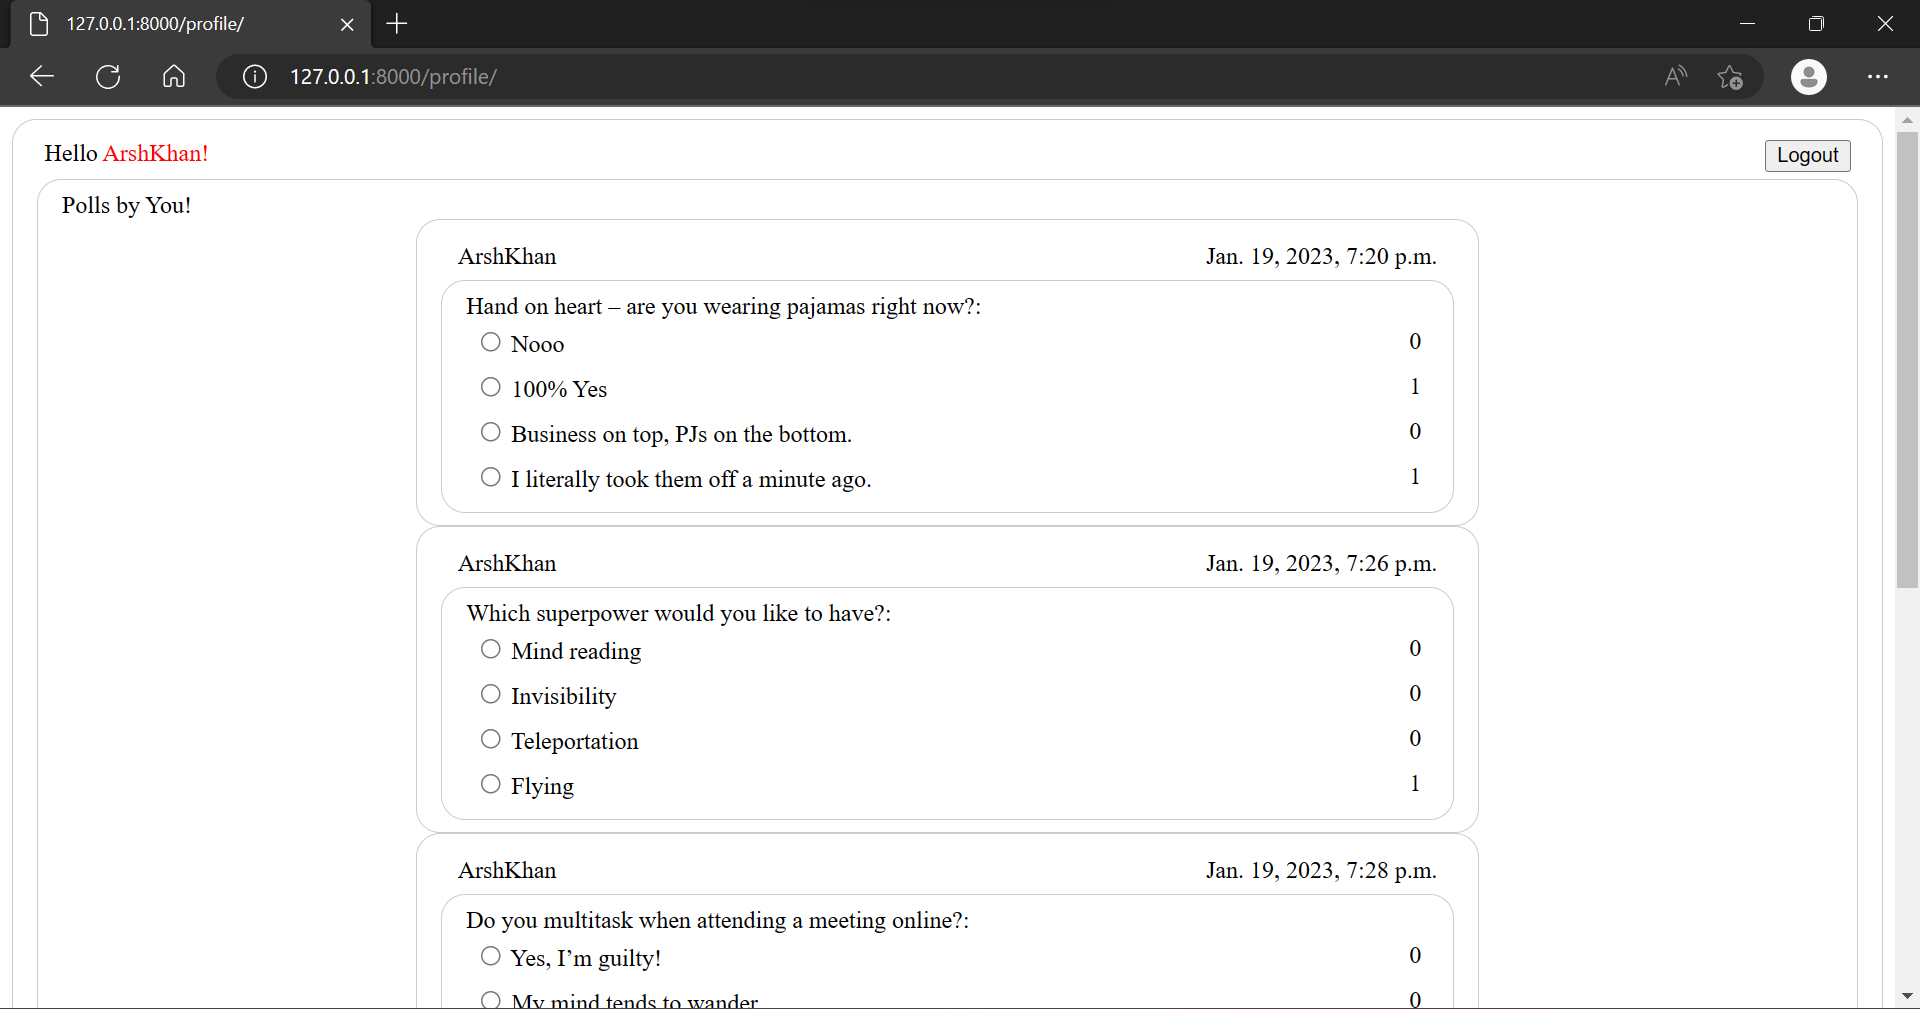 127.0.0.1:8000/profile/
127.0.0.1:8000/profile/
Hello ArshKhan!
Logout
Polls by You!
ArshKhan Jan. 19, 2023, 7:20 p.m.
Hand on heart – are you wearing pajamas right now?:
Nooo 0
100% Yes 1
Business on top, PJs on the bottom. 0
I literally took them off a minute ago. 1
ArshKhan Jan. 19, 2023, 7:26 p.m.
Which superpower would you like to have?:
Mind reading 0
Invisibility 0
Teleportation 0
Flying 1
ArshKhan Jan. 19, 2023, 7:28 p.m.
Do you multitask when attending a meeting online?:
Yes, I’m guilty! 0
My mind tends to wander 0